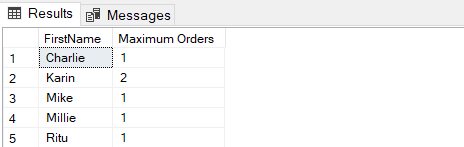 Results Messages
FirstName Maximum Orders
1 Charlie 1
2 Karin 2
3 Mike 1
4 Millie 1
5 Ritu 1